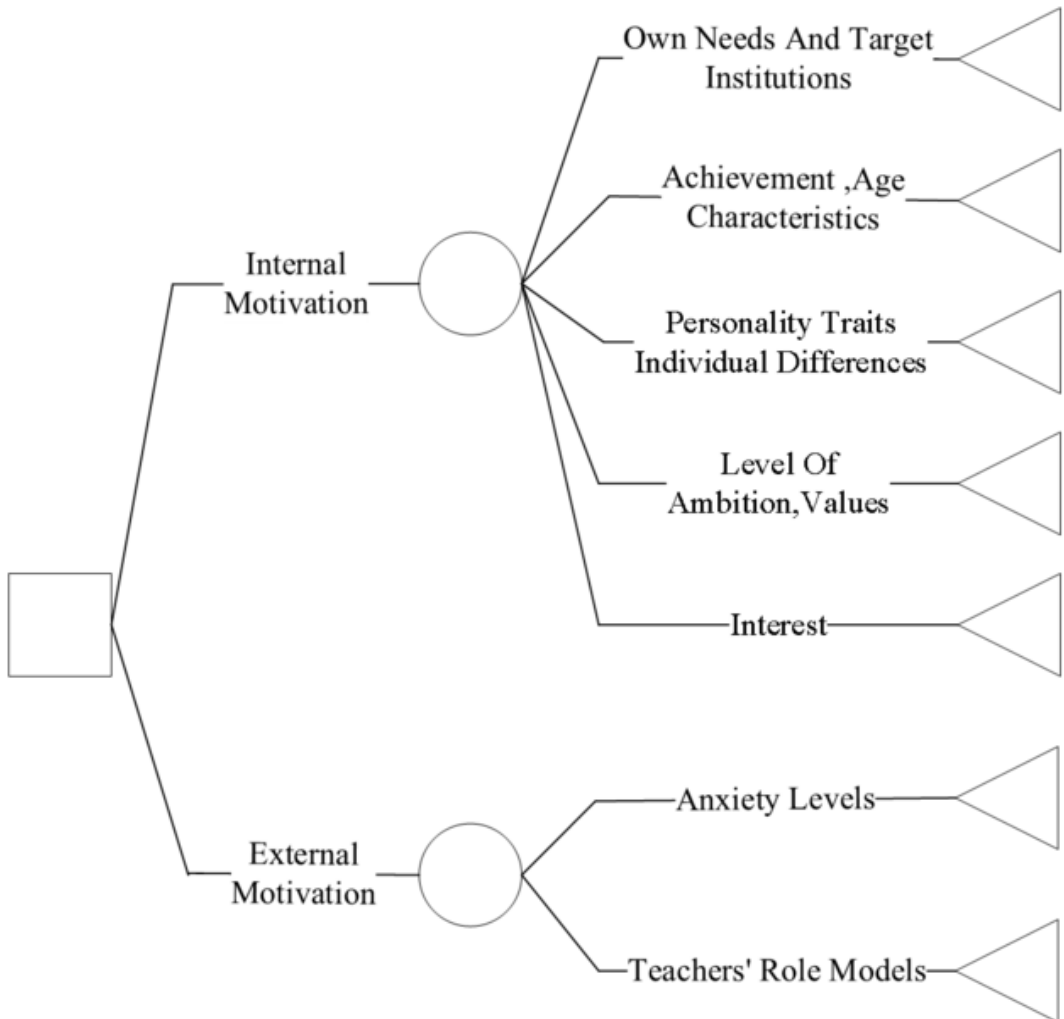 Own Needs And Target
Institutions
Achievement ,Age
Characteristics
Internal
Motivation
Personality Traits
Individual Differences
Level Of
Ambition,Values
Interest
Anxiety Levels
External
Motivation
Teachers' Role Models